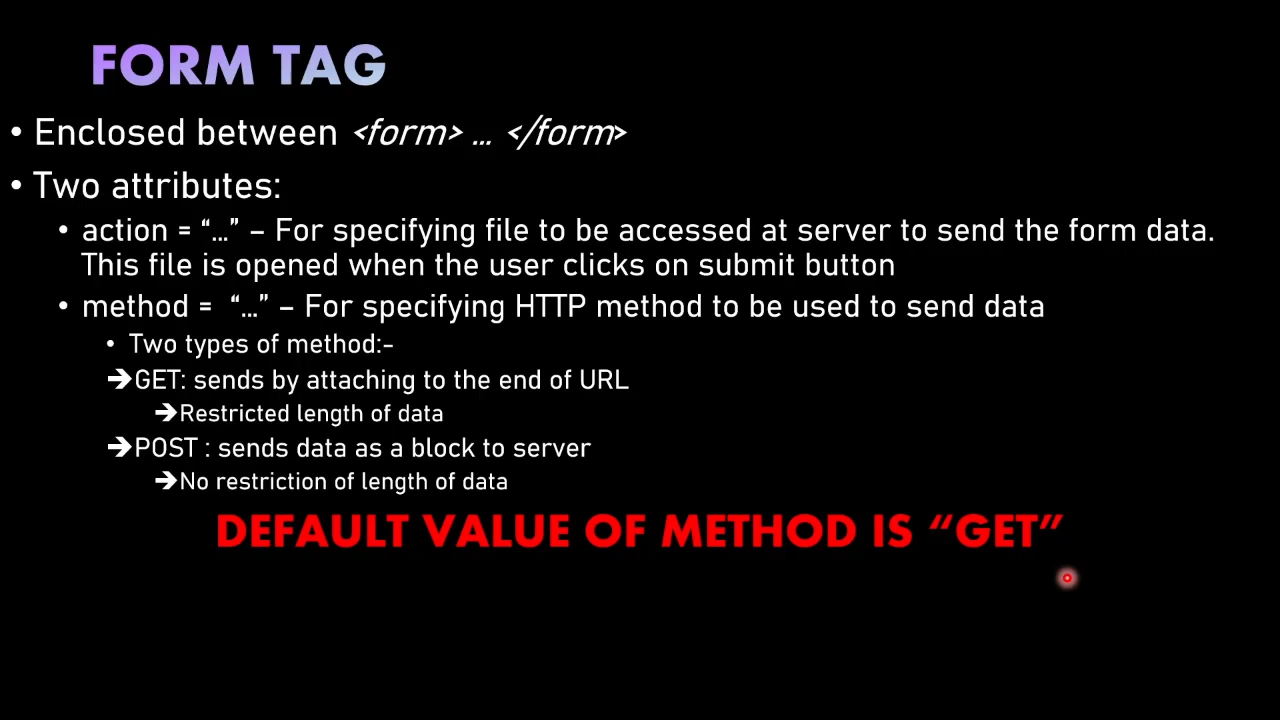 FORM TAG
• Enclosed between <form> ... </form>
• Two attributes:
• action = “...” – For specifying file to be accessed at server to send the form data.
This file is opened when the user clicks on submit button
• method = “...” – For specifying HTTP method to be used to send data
• Two types of method:-
➔GET: sends by attaching to the end of URL
➔Restricted length of data
➔POST : sends data as a block to server
➔No restriction of length of data
DEFAULT VALUE OF METHOD IS “GET”